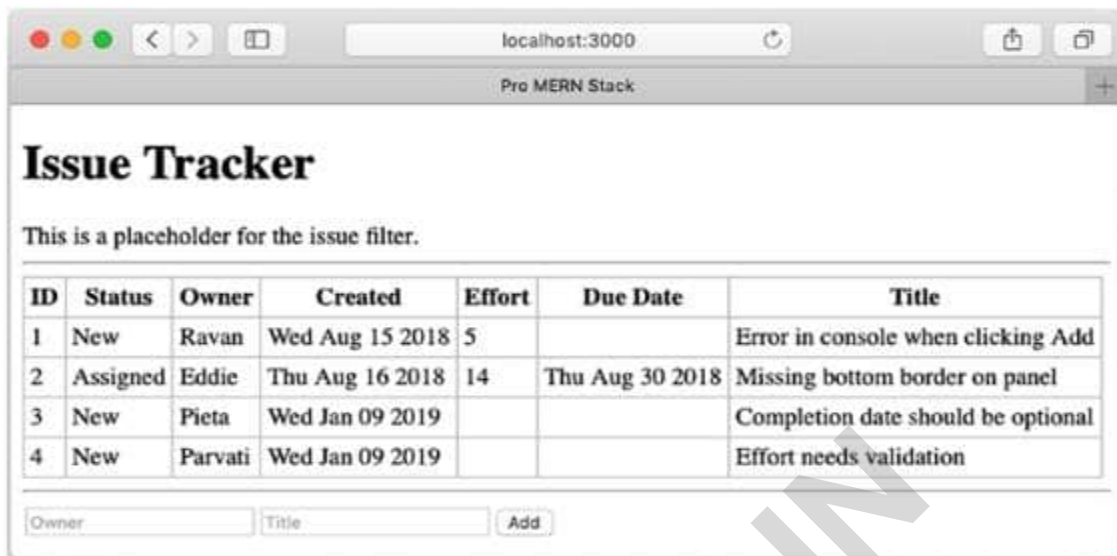 localhost:3000
Pro MERN Stack
Issue Tracker
This is a placeholder for the issue filter.
ID Status Owner Created Effort Due Date Title
1 New Ravan Wed Aug 15 2018 5 Error in console when clicking Add
2 Assigned Eddie Thu Aug 16 2018 14 Thu Aug 30 2018 Missing bottom border on panel
3 New Pieta Wed Jan 09 2019 Completion date should be optional
4 New Parvati Wed Jan 09 2019 Effort needs validation
Owner Title Add
IN